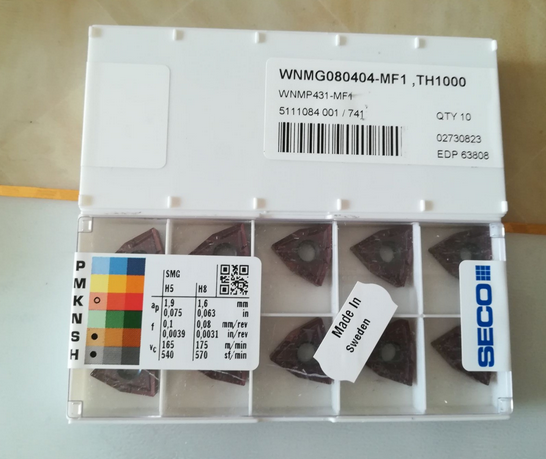 WNMG080404-MF1 ,TH1000
WNMP431-MF1
5111084 001 / 741
QTY 10
02730823
EDP 63808
P
M
K
N
S
H
SMG
H5 H8
ap 1,9 1,6 mm
0,075 0,063 in
f 0,1 0,08 mm/rev
0,0039 0,0031 in/rev
vc 165 175 m/min
540 570 sf/min
Made In
Sweden
SECO